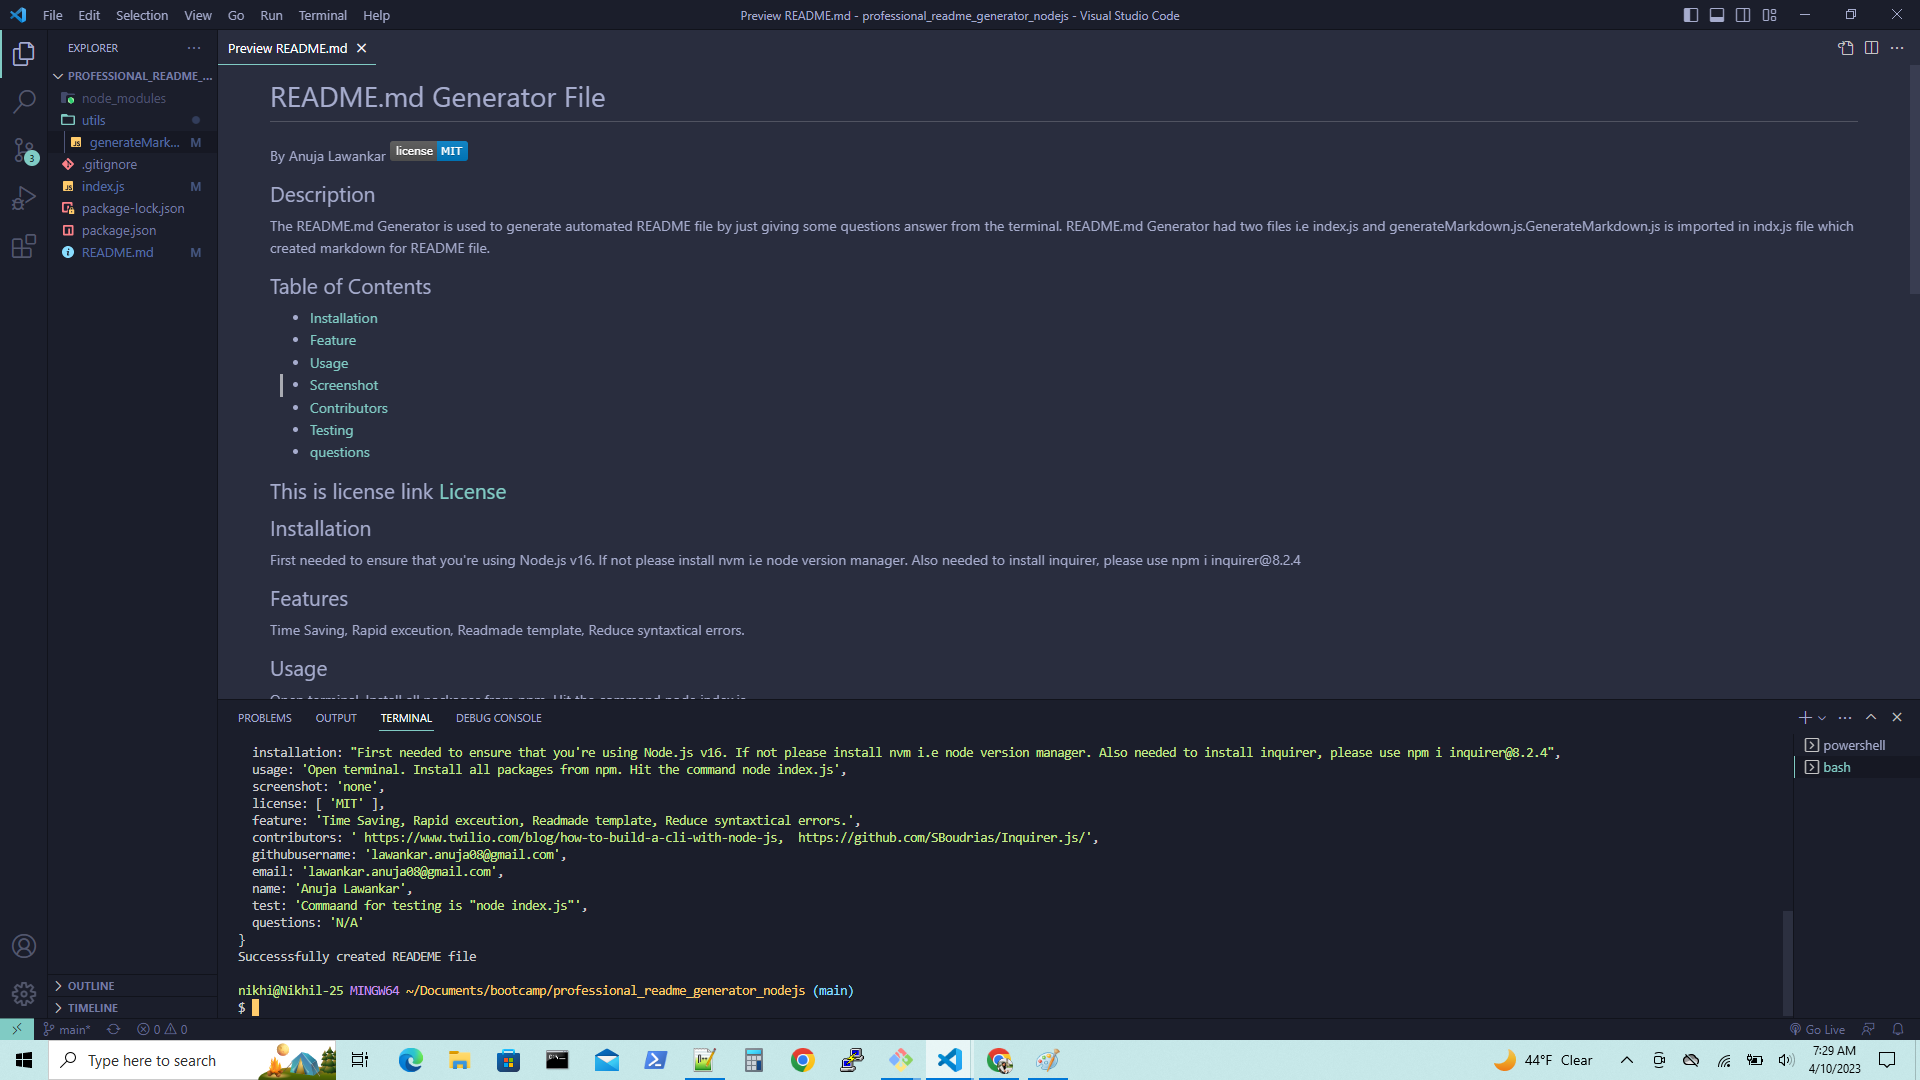 File Edit Selection View Go Run Terminal Help
Preview README.md - professional_readme_generator_nodejs - Visual Studio Code
EXPLORER
PROFESSIONAL_README_...
node_modules
utils
generateMark... M
.gitignore
index.js M
package-lock.json
package.json
README.md M
3
OUTLINE
TIMELINE
Preview README.md
README.md Generator File
By Anuja Lawankar license MIT
Description
The README.md Generator is used to generate automated README file by just giving some questions answer from the terminal. README.md Generator had two files i.e index.js and generateMarkdown.js.GenerateMarkdown.js is imported in indx.js file which
created markdown for README file.
Table of Contents
Installation
Feature
Usage
Screenshot
Contributors
Testing
questions
This is license link License
Installation
First needed to ensure that you're using Node.js v16. If not please install nvm i.e node version manager. Also needed to install inquirer, please use npm i inquirer@8.2.4
Features
Time Saving, Rapid exceution, Readmade template, Reduce syntaxtical errors.
Usage
Open terminal. Install all packages from npm. Hit the command node index.js
PROBLEMS OUTPUT TERMINAL DEBUG CONSOLE
powershell
bash
installation: "First needed to ensure that you're using Node.js v16. If not please install nvm i.e node version manager. Also needed to install inquirer, please use npm i inquirer@8.2.4",
usage: 'Open terminal. Install all packages from npm. Hit the command node index.js',
screenshot: 'none',
license: [ 'MIT' ],
feature: 'Time Saving, Rapid exceution, Readmade template, Reduce syntaxtical errors.',
contributors: ' https://www.twilio.com/blog/how-to-build-a-cli-with-node-js,  https://github.com/SBoudrias/Inquirer.js/',
githubusername: 'lawankar.anuja08@gmail.com',
email: 'lawankar.anuja08@gmail.com',
name: 'Anuja Lawankar',
test: 'Commaand for testing is "node index.js"',
questions: 'N/A'
}
Successsfully created READEME file
nikhi@Nikhil-25 MINGW64 ~/Documents/bootcamp/professional_readme_generator_nodejs (main)
$
main* 0 0 Go Live
Type here to search
44°F Clear
7:29 AM
4/10/2023